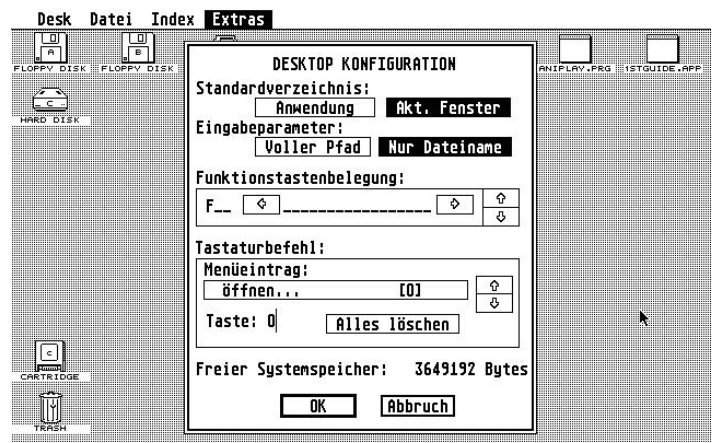 Desk Datei Index Extras
A B
FLOPPY DISK FLOPPY DISK ANIPLAY.PRG 1STGUIDE.APP
C
HARD DISK
DESKTOP KONFIGURATION
Standardverzeichnis:
Anwendung Akt. Fenster
Eingabeparameter:
Voller Pfad Nur Dateiname
Funktionstastenbelegung:
F__ _________________
Tastaturbefehl:
Menüeintrag:
öffnen... [O]
Taste: O
Alles löschen
Freier Systemspeicher: 3649192 Bytes
OK Abbruch
C
CARTRIDGE
TRASH